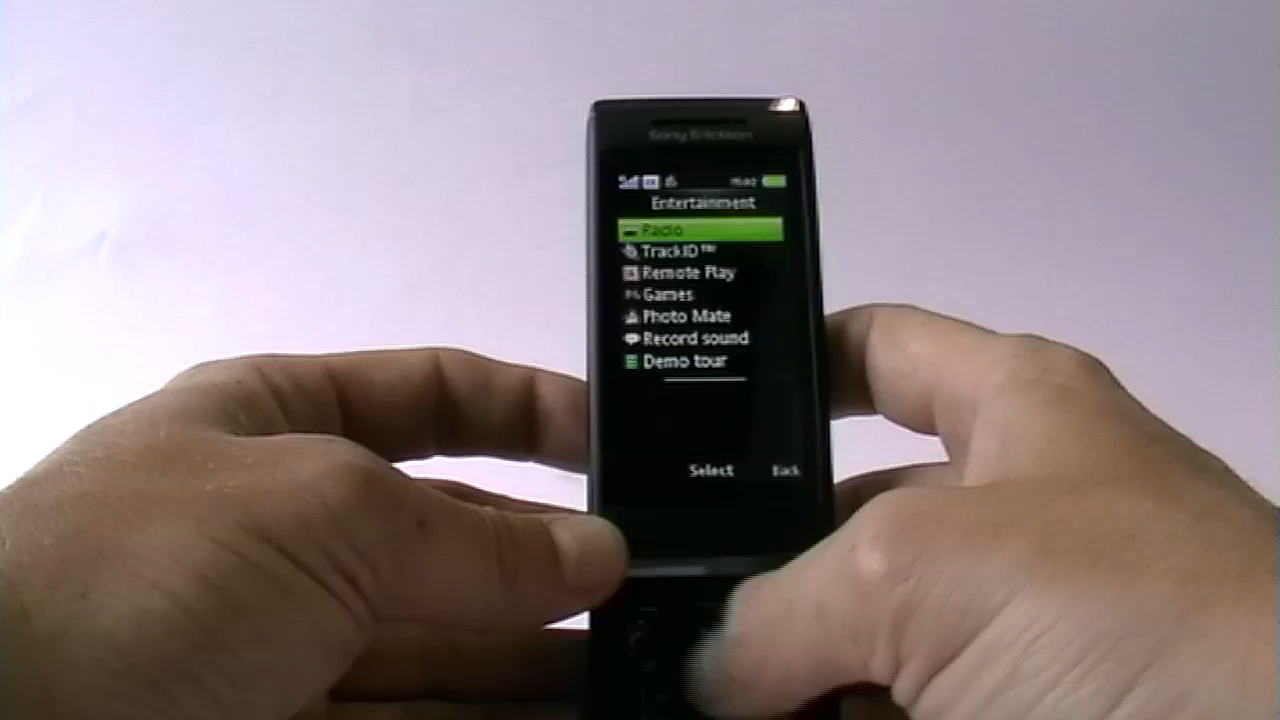 Sony Ericsson
Entertainment
Radio
TrackID™
Remote Play
Games
Photo Mate
Record sound
Demo tour
Select Back